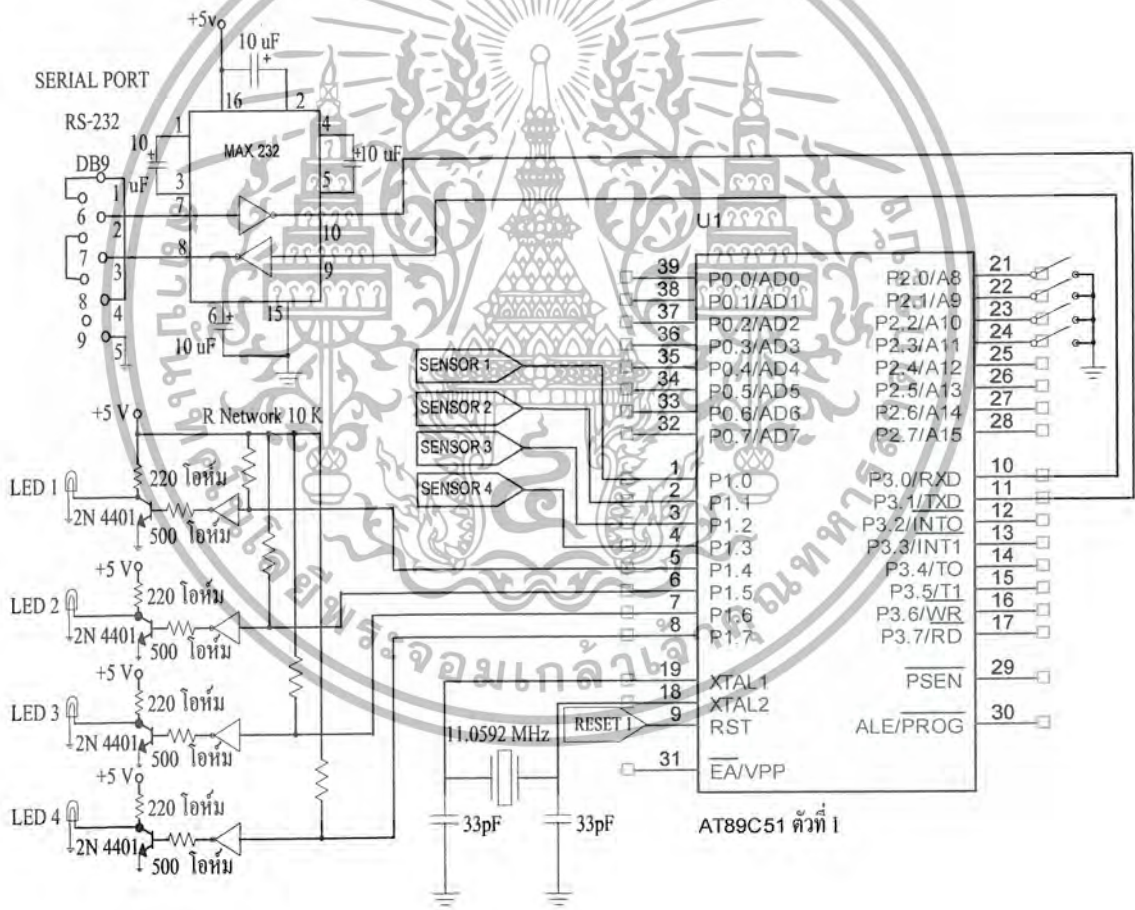 +5v
10 uF
+
SERIAL PORT
RS-232
16
2
1
4
MAX 232
10
+
uF
+10 uF
3
5
DB9
1
6
7
10
2
7
8
9
3
8
6
+
15
4
9
10 uF
5
U1
39
P0.0/AD0
38
P0.1/AD1
37
P0.2/AD2
36
P0.3/AD3
35
P0.4/AD4
34
P0.5/AD5
33
P0.6/AD6
32
P0.7/AD7
P2.0/A8
21
P2.1/A9
22
P2.2/A10
23
P2.3/A11
24
P2.4/A12
25
P2.5/A13
26
P2.6/A14
27
P2.7/A15
28
SENSOR 1
SENSOR 2
SENSOR 3
SENSOR 4
1
P1.0
2
P1.1
3
P1.2
4
P1.3
5
P1.4
6
P1.5
7
P1.6
8
P1.7
P3.0/RXD
10
P3.1/TXD
11
P3.2/INTO
12
P3.3/INT1
13
P3.4/TO
14
P3.5/T1
15
P3.6/WR
16
P3.7/RD
17
19
XTAL1
18
XTAL2
RESET 1
9
RST
31
EA/VPP
PSEN
29
ALE/PROG
30
AT89C51 ตัวที่ 1
11.0592 MHz
33pF
33pF
+5 V
R Network 10 K
LED 1
220 โอห์ม
2N 4401
500 โอห์ม
+5 V
LED 2
220 โอห์ม
2N 4401
500 โอห์ม
+5 V
LED 3
220 โอห์ม
2N 4401
500 โอห์ม
+5 V
LED 4
220 โอห์ม
2N 4401
500 โอห์ม